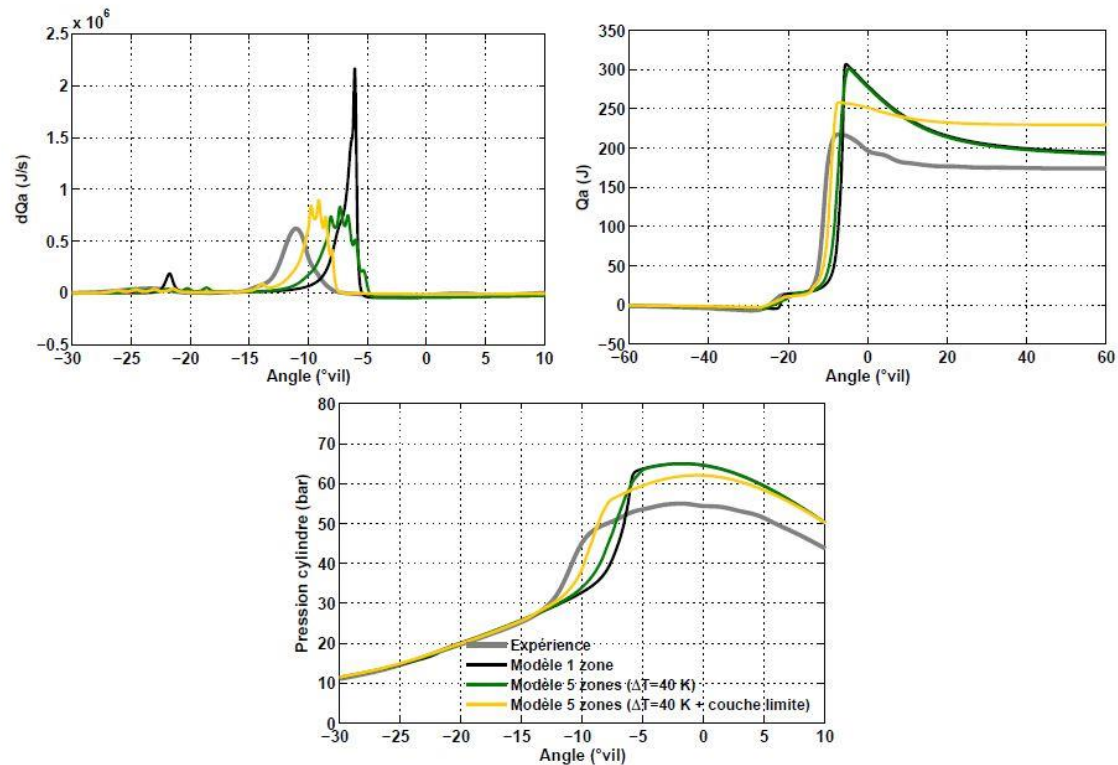 x 10⁶
2.5
2
1.5
1
0.5
0
−0.5
dQa (J/s)
−30 −25 −20 −15 −10 −5 0 5 10
Angle (°vil)
350
300
250
200
150
100
50
0
−50
Qa (J)
−60 −40 −20 0 20 40 60
Angle (°vil)
80
70
60
50
40
30
20
10
0
Pression cylindre (bar)
Expérience
Modèle 1 zone
Modèle 5 zones (ΔT=40 K)
Modèle 5 zones (ΔT=40 K + couche limite)
−30 −25 −20 −15 −10 −5 0 5 10
Angle (°vil)